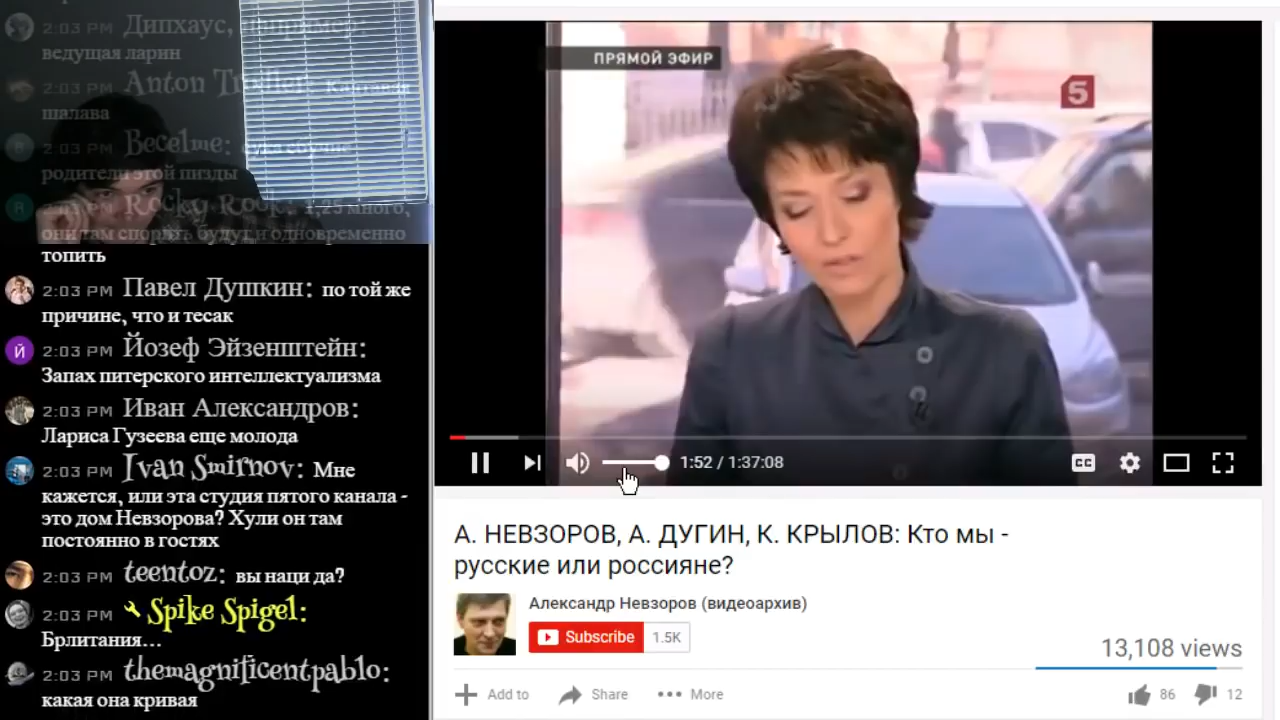 2:03 PM Дипхаус, например:
ведущая ларин
2:03 PM Anton Troller: Картавая
шалава
2:03 PM Becelme:
родители этой пизды
2:03 PM Rocky Rock: 1,25 много,
они там спорять будут и одновременно
топить
2:03 PM Павел Душкин: по той же
причине, что и тесак
Й 2:03 PM Йозеф Эйзенштейн:
Запах питерского интеллектуализма
2:03 PM Иван Александров:
Лариса Гузеева еще молода
2:03 PM Ivan Smirnov: Мне
кажется, или эта студия пятого канала -
это дом Невзорова? Хули он там
постоянно в гостях
2:03 PM teentoz: вы наци да?
2:03 PM Spike Spigel:
Брлитания...
2:03 PM themagnificentpablo:
какая она кривая
ПРЯМОЙ ЭФИР
5
1:52 / 1:37:08
CC
А. НЕВЗОРОВ, А. ДУГИН, К. КРЫЛОВ: Кто мы -
русские или россияне?
Александр Невзоров (видеоархив)
Subscribe 1.5K
13,108 views
Add to Share More
86 12